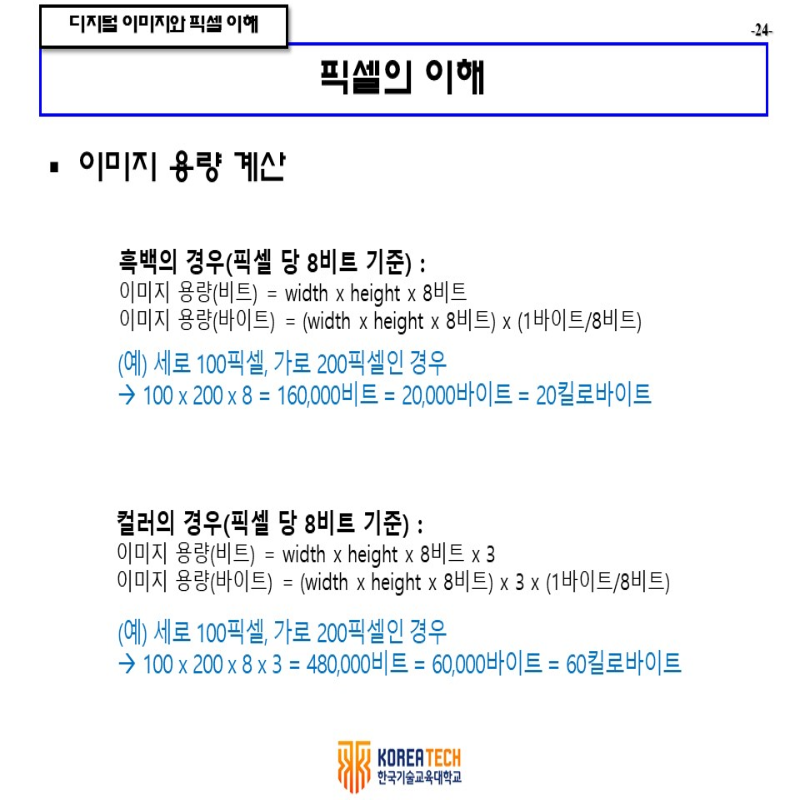 디지털 이미지와 픽셀 이해
-24-
픽셀의 이해
▪ 이미지 용량 계산
흑백의 경우(픽셀 당 8비트 기준) :
이미지 용량(비트) = width x height x 8비트
이미지 용량(바이트) = (width x height x 8비트) x (1바이트/8비트)
(예) 세로 100픽셀, 가로 200픽셀인 경우
→ 100 x 200 x 8 = 160,000비트 = 20,000바이트 = 20킬로바이트
컬러의 경우(픽셀 당 8비트 기준) :
이미지 용량(비트) = width x height x 8비트 x 3
이미지 용량(바이트) = (width x height x 8비트) x 3 x (1바이트/8비트)
(예) 세로 100픽셀, 가로 200픽셀인 경우
→ 100 x 200 x 8 x 3 = 480,000비트 = 60,000바이트 = 60킬로바이트
KOREATECH
한국기술교육대학교